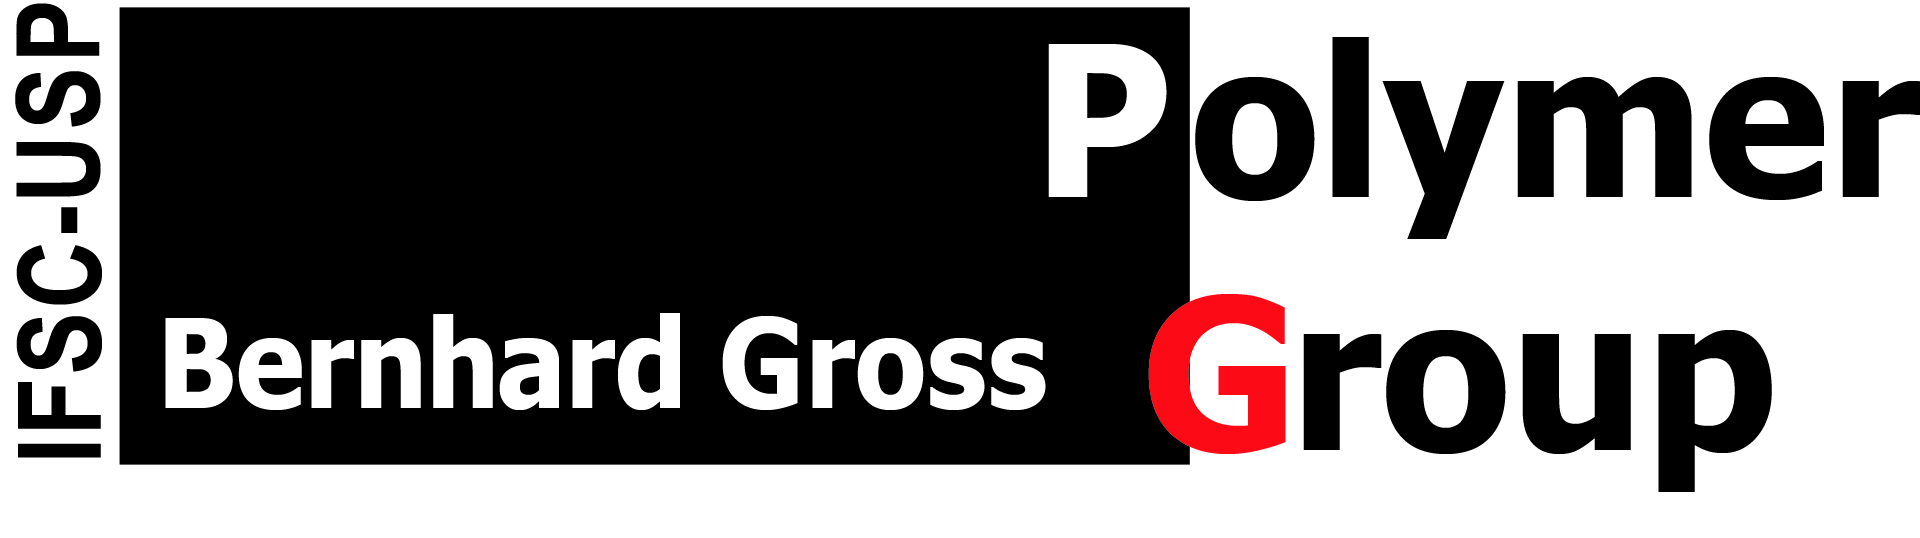 IFSC-USP
Polymer
Bernhard Gross Group